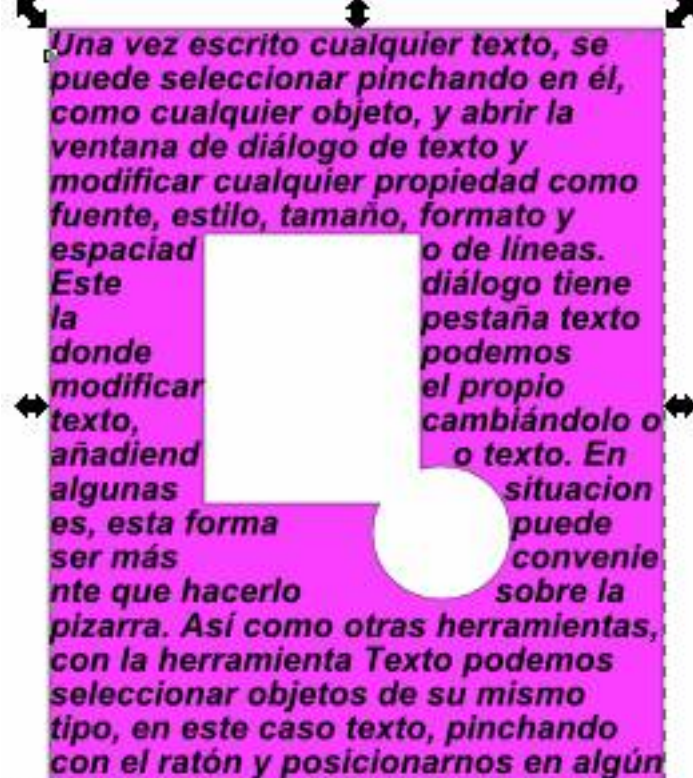 Una vez escrito cualquier texto, se
puede seleccionar pinchando en él,
como cualquier objeto, y abrir la
ventana de diálogo de texto y
modificar cualquier propiedad como
fuente, estilo, tamaño, formato y
espaciad o de líneas.
Este diálogo tiene
la pestaña texto
donde podemos
modificar el propio
texto, cambiándolo o
añadiend o texto. En
algunas situacion
es, esta forma puede
ser más convenie
nte que hacerlo sobre la
pizarra. Así como otras herramientas,
con la herramienta Texto podemos
seleccionar objetos de su mismo
tipo, en este caso texto, pinchando
con el ratón y posicionarnos en algún